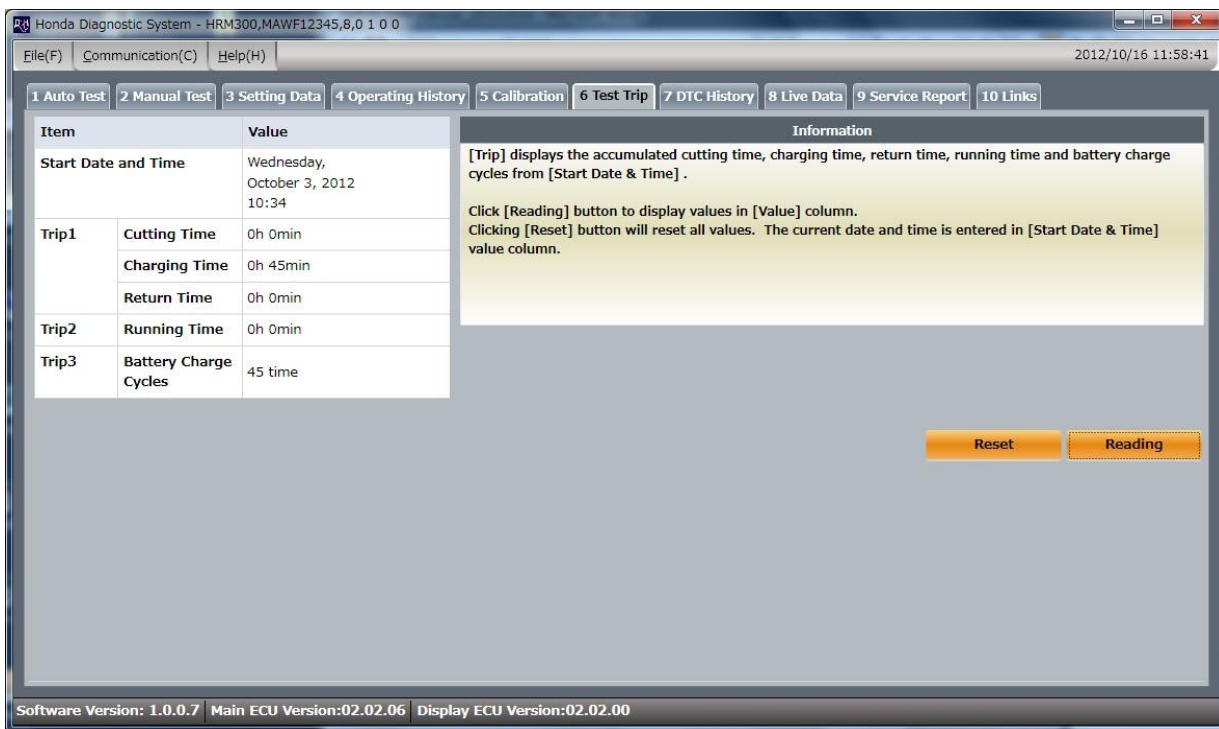 Honda Diagnostic System - HRM300,MAWF12345,8,0 1 0 0
File(F) Communication(C) Help(H) 2012/10/16 11:58:41
1 Auto Test 2 Manual Test 3 Setting Data 4 Operating History 5 Calibration 6 Test Trip 7 DTC History 8 Live Data 9 Service Report 10 Links
Item Value
Start Date and Time Wednesday,
October 3, 2012
10:34
Trip1 Cutting Time 0h 0min
Charging Time 0h 45min
Return Time 0h 0min
Trip2 Running Time 0h 0min
Trip3 Battery Charge
Cycles 45 time
Information
[Trip] displays the accumulated cutting time, charging time, return time, running time and battery charge
cycles from [Start Date & Time] .
Click [Reading] button to display values in [Value] column.
Clicking [Reset] button will reset all values. The current date and time is entered in [Start Date & Time]
value column.
Reset Reading
Software Version: 1.0.0.7 Main ECU Version:02.02.06 Display ECU Version:02.02.00